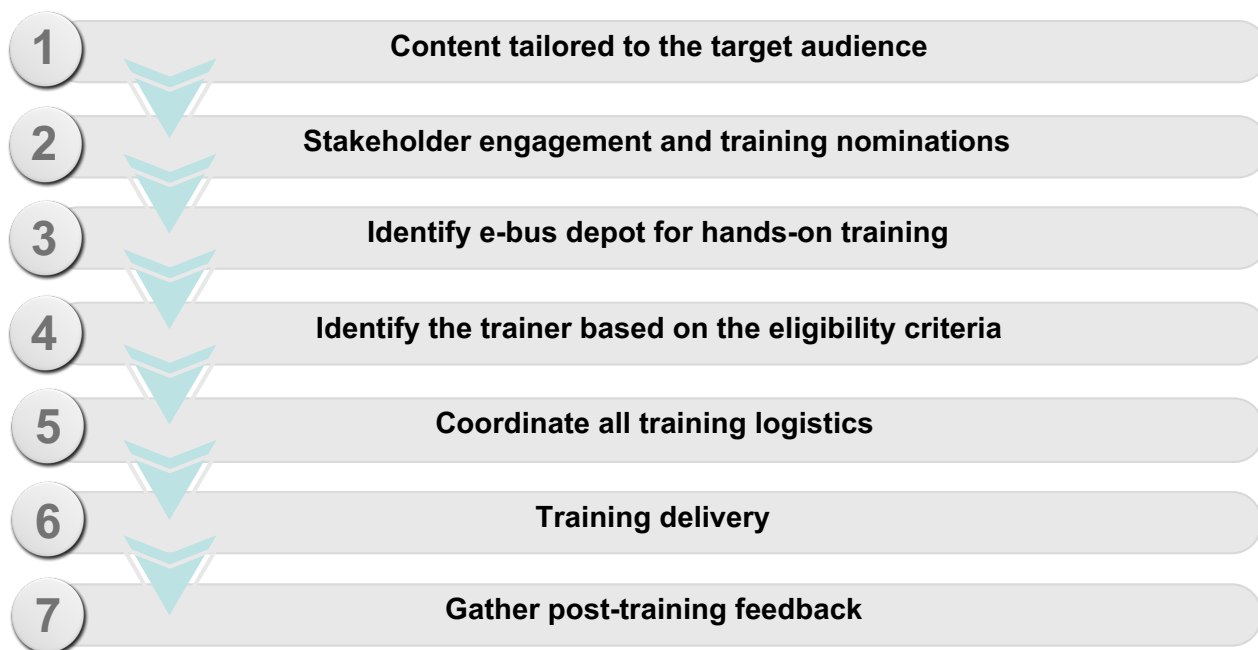 1
Content tailored to the target audience
2
Stakeholder engagement and training nominations
3
Identify e-bus depot for hands-on training
4
Identify the trainer based on the eligibility criteria
5
Coordinate all training logistics
6
Training delivery
7
Gather post-training feedback